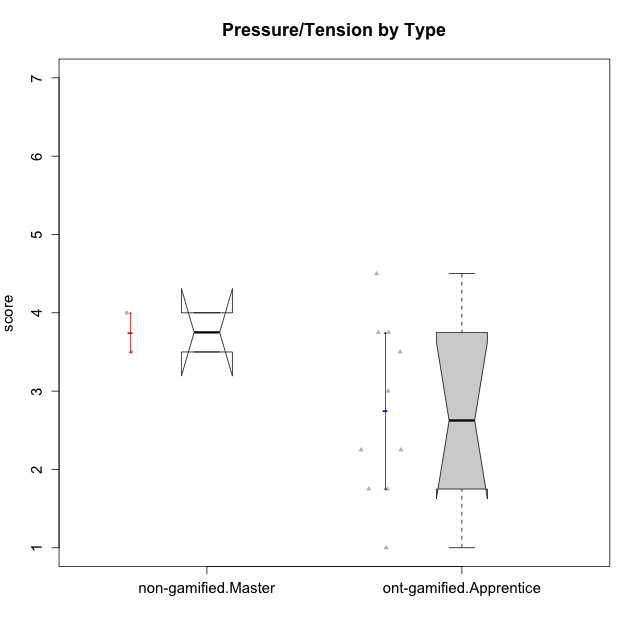 Pressure/Tension by Type
7
6
5
4
3
2
1
score
non-gamified.Master
ont-gamified.Apprentice